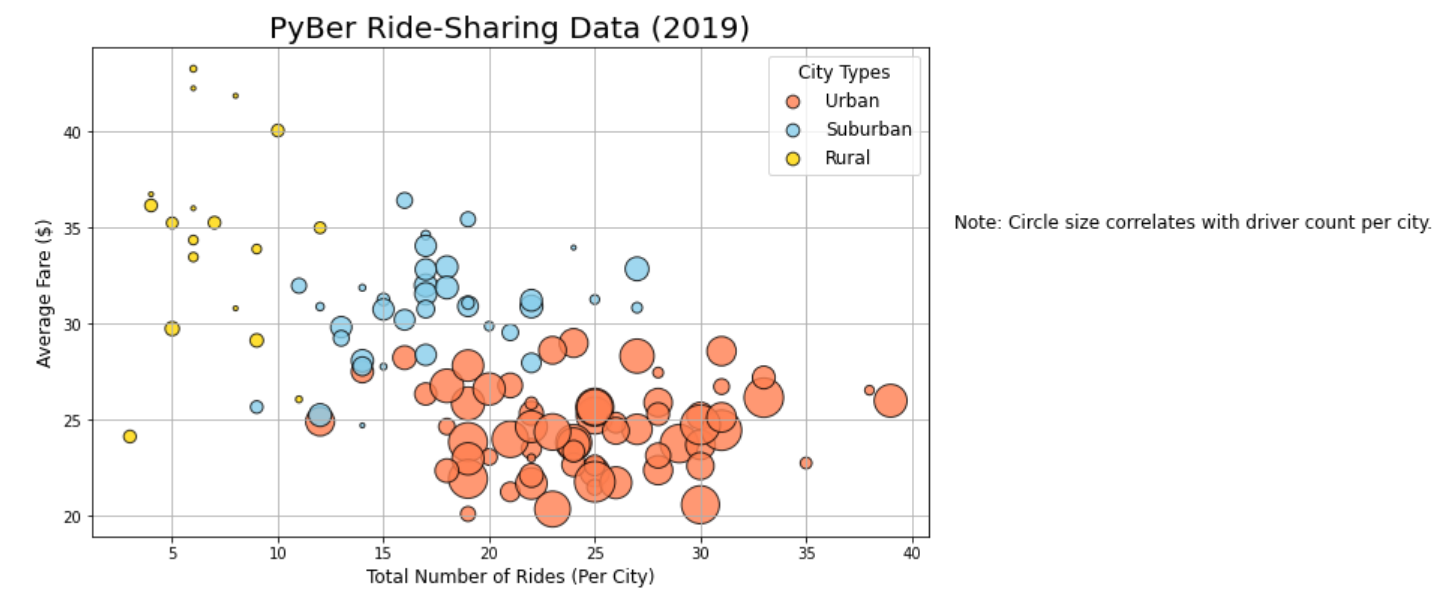 PyBer Ride-Sharing Data (2019)
City Types
Urban
Suburban
Rural
Note: Circle size correlates with driver count per city.
Average Fare ($)
40
35
30
25
20
5 10 15 20 25 30 35 40
Total Number of Rides (Per City)